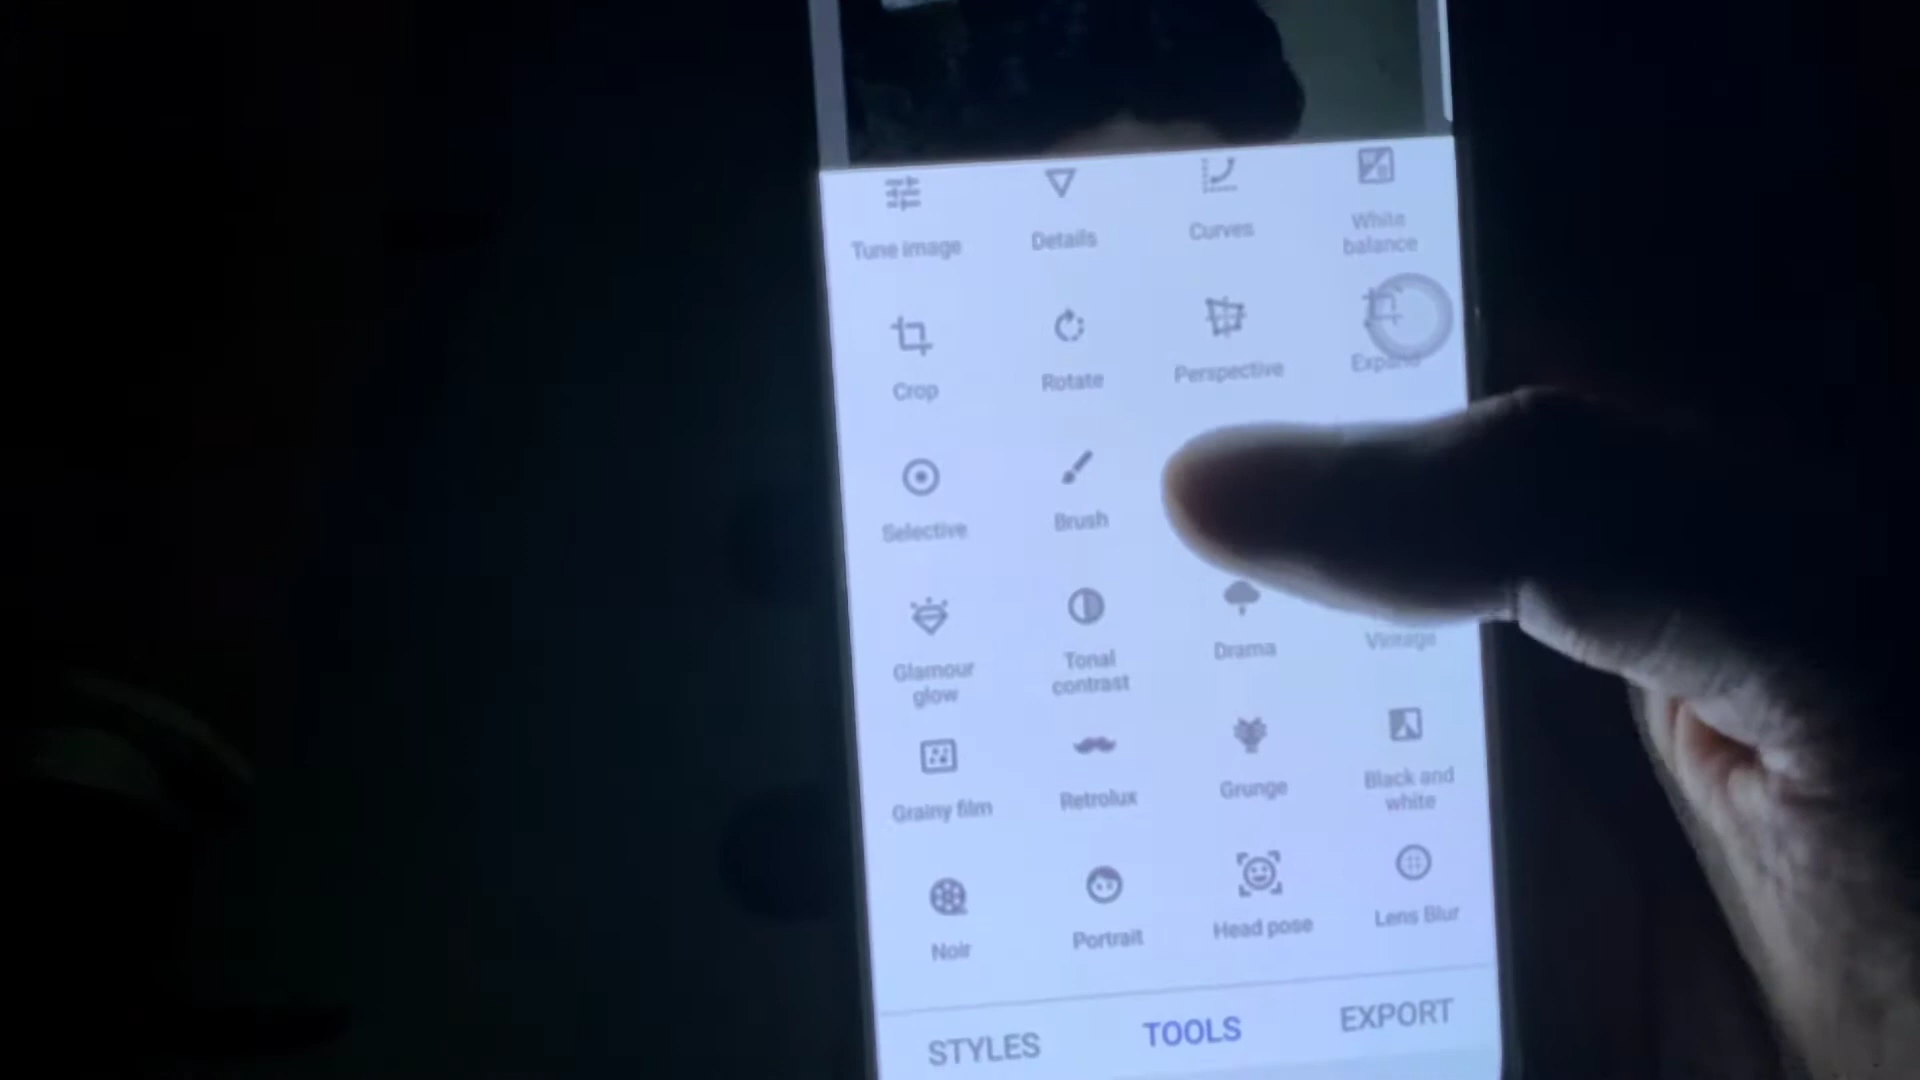 Tune image
Details
Curves
White
balance
Crop
Rotate
Perspective
Expand
Selective
Brush
Glamour
glow
Tonal
contrast
Drama
Vintage
Grainy film
Retrolux
Grunge
Black and
white
Noir
Portrait
Head pose
Lens Blur
STYLES
TOOLS
EXPORT